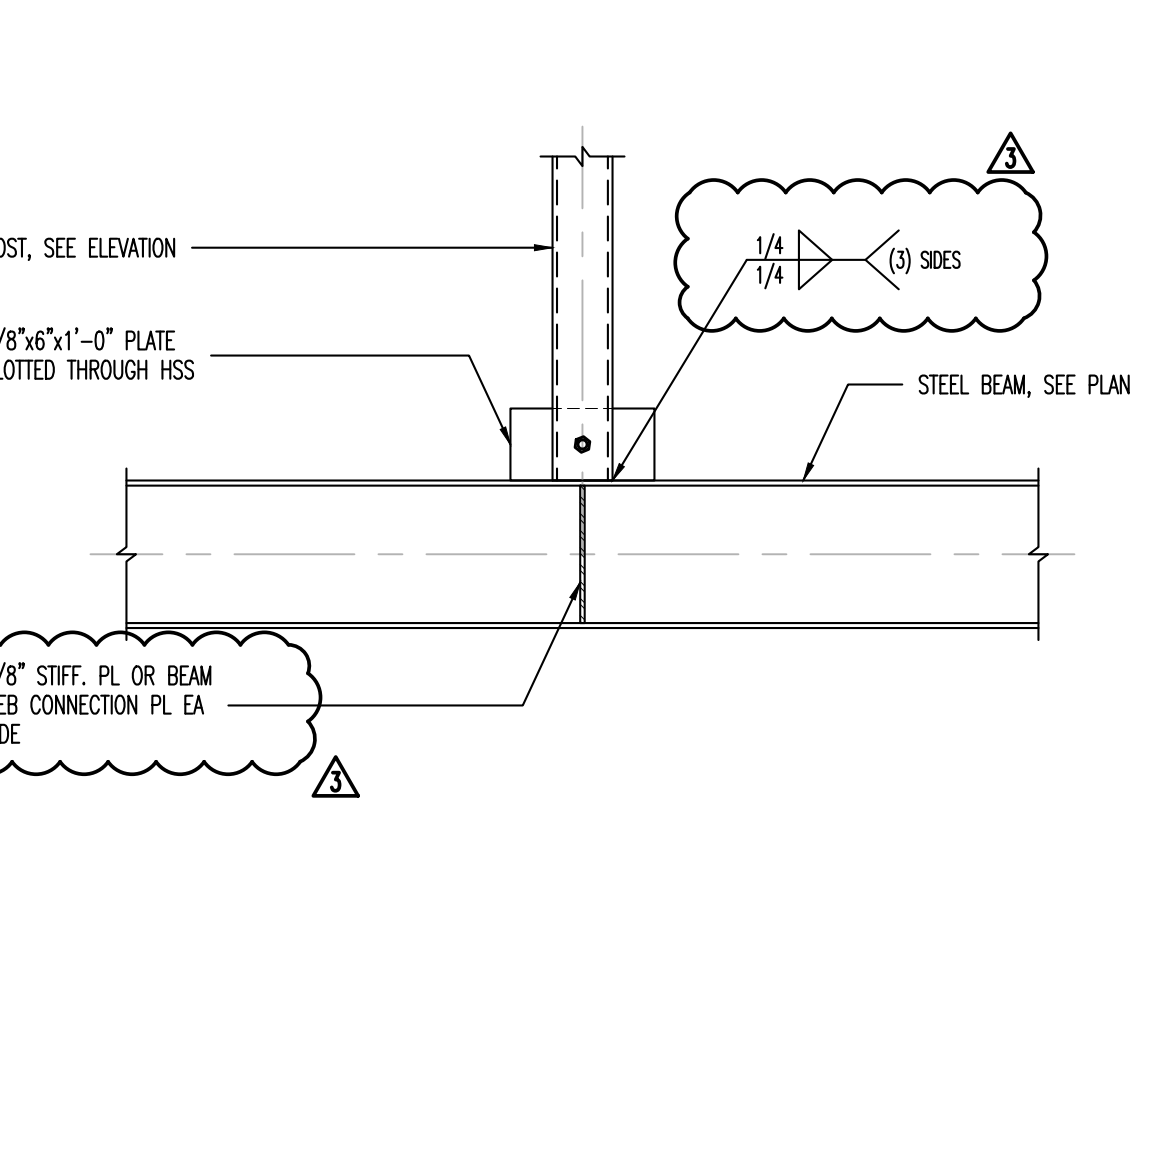 3
1/4
1/4
(3) SIDES
OST, SEE ELEVATION
/8"x6"x1'-0" PLATE
LOTTED THROUGH HSS
STEEL BEAM, SEE PLAN
/8" STIFF. PL OR BEAM
EB CONNECTION PL EA
DE
3